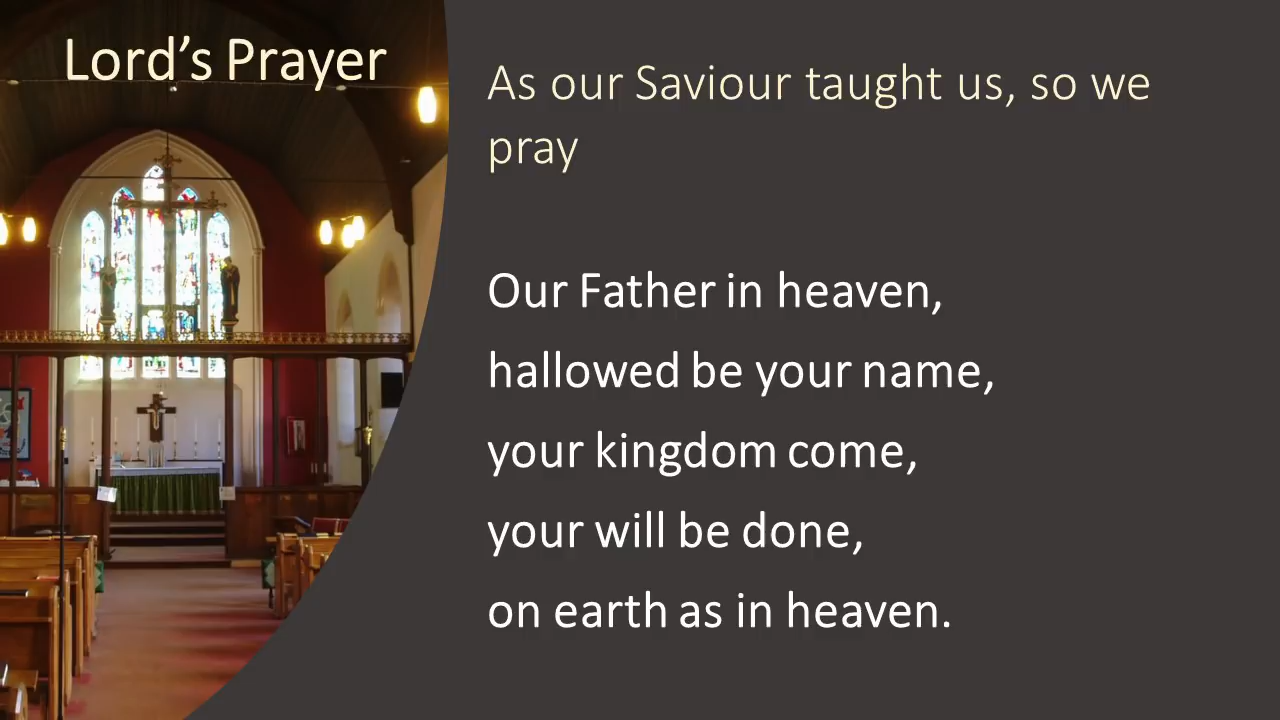 Lord’s Prayer
As our Saviour taught us, so we
pray
Our Father in heaven,
hallowed be your name,
your kingdom come,
your will be done,
on earth as in heaven.